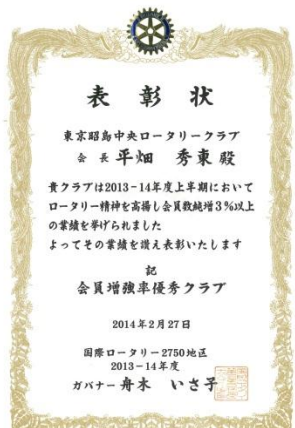 表彰状
東京昭島中央ロータリークラブ
会長 平畑 秀東 殿
貴クラブは2013-14年度上半期において
ロータリー精神を高揚し会員数純増3%以上
の業績を挙げられました
よってその業績を讃え表彰いたします
記
会員増強率優秀クラブ
2014年2月27日
国際ロータリー2750地区
2013-14年度
ガバナー 舟木 いさ子